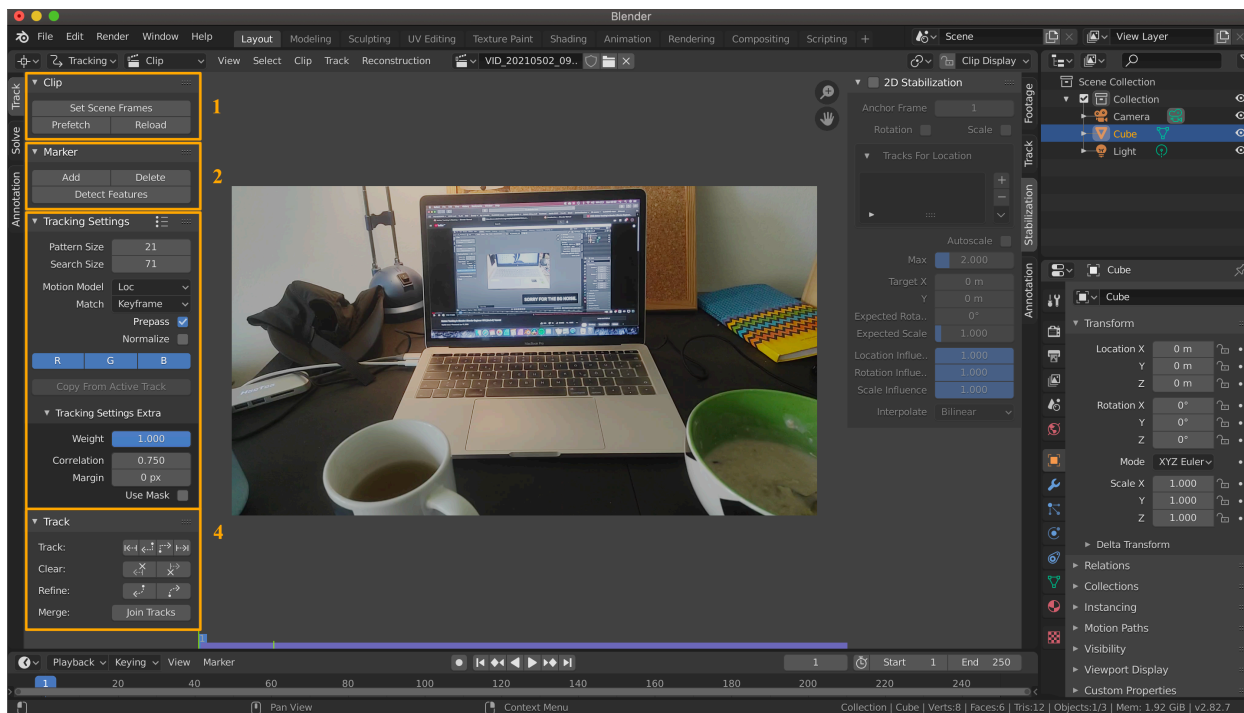 Blender
File Edit Render Window Help Layout Modeling Sculpting UV Editing Texture Paint Shading Animation Rendering Compositing Scripting + Scene View Layer
Tracking Clip View Select Clip Track Reconstruction VID_20210502_09.. Clip Display
Track
Solve
Annotation
Clip
Set Scene Frames
Prefetch Reload
1
Marker
Add Delete
Detect Features
2
Tracking Settings
Pattern Size 21
Search Size 71
Motion Model Loc
Match Keyframe
Prepass
Normalize
R G B
Copy From Active Track
Tracking Settings Extra
Weight 1.000
Correlation 0.750
Margin 0 px
Use Mask
Track
4
Track:
Clear:
Refine:
Merge: Join Tracks
MacBook Pro
2D Stabilization
Anchor Frame 1
Rotation Scale
Tracks For Location
Autoscale
Max 2.000
Target X 0 m
Y 0 m
Expected Rota.. 0°
Expected Scale 1.000
Location Influe.. 1.000
Rotation Influe.. 1.000
Scale Influence 1.000
Interpolate Bilinear
Footage
Track
Stabilization
Annotation
Scene Collection
Collection
Camera
Cube
Light
Cube
Cube
Transform
Location X 0 m
Y 0 m
Z 0 m
Rotation X 0°
Y 0°
Z 0°
Mode XYZ Euler
Scale X 1.000
Y 1.000
Z 1.000
Delta Transform
Relations
Collections
Instancing
Motion Paths
Visibility
Viewport Display
Custom Properties
1
Playback Keying View Marker 1 Start 1 End 250
1 20 40 60 80 100 120 140 160 180 200 220 240
Pan View Context Menu Collection | Cube | Verts:8 | Faces:6 | Tris:12 | Objects:1/3 | Mem: 1.92 GiB | v2.82.7